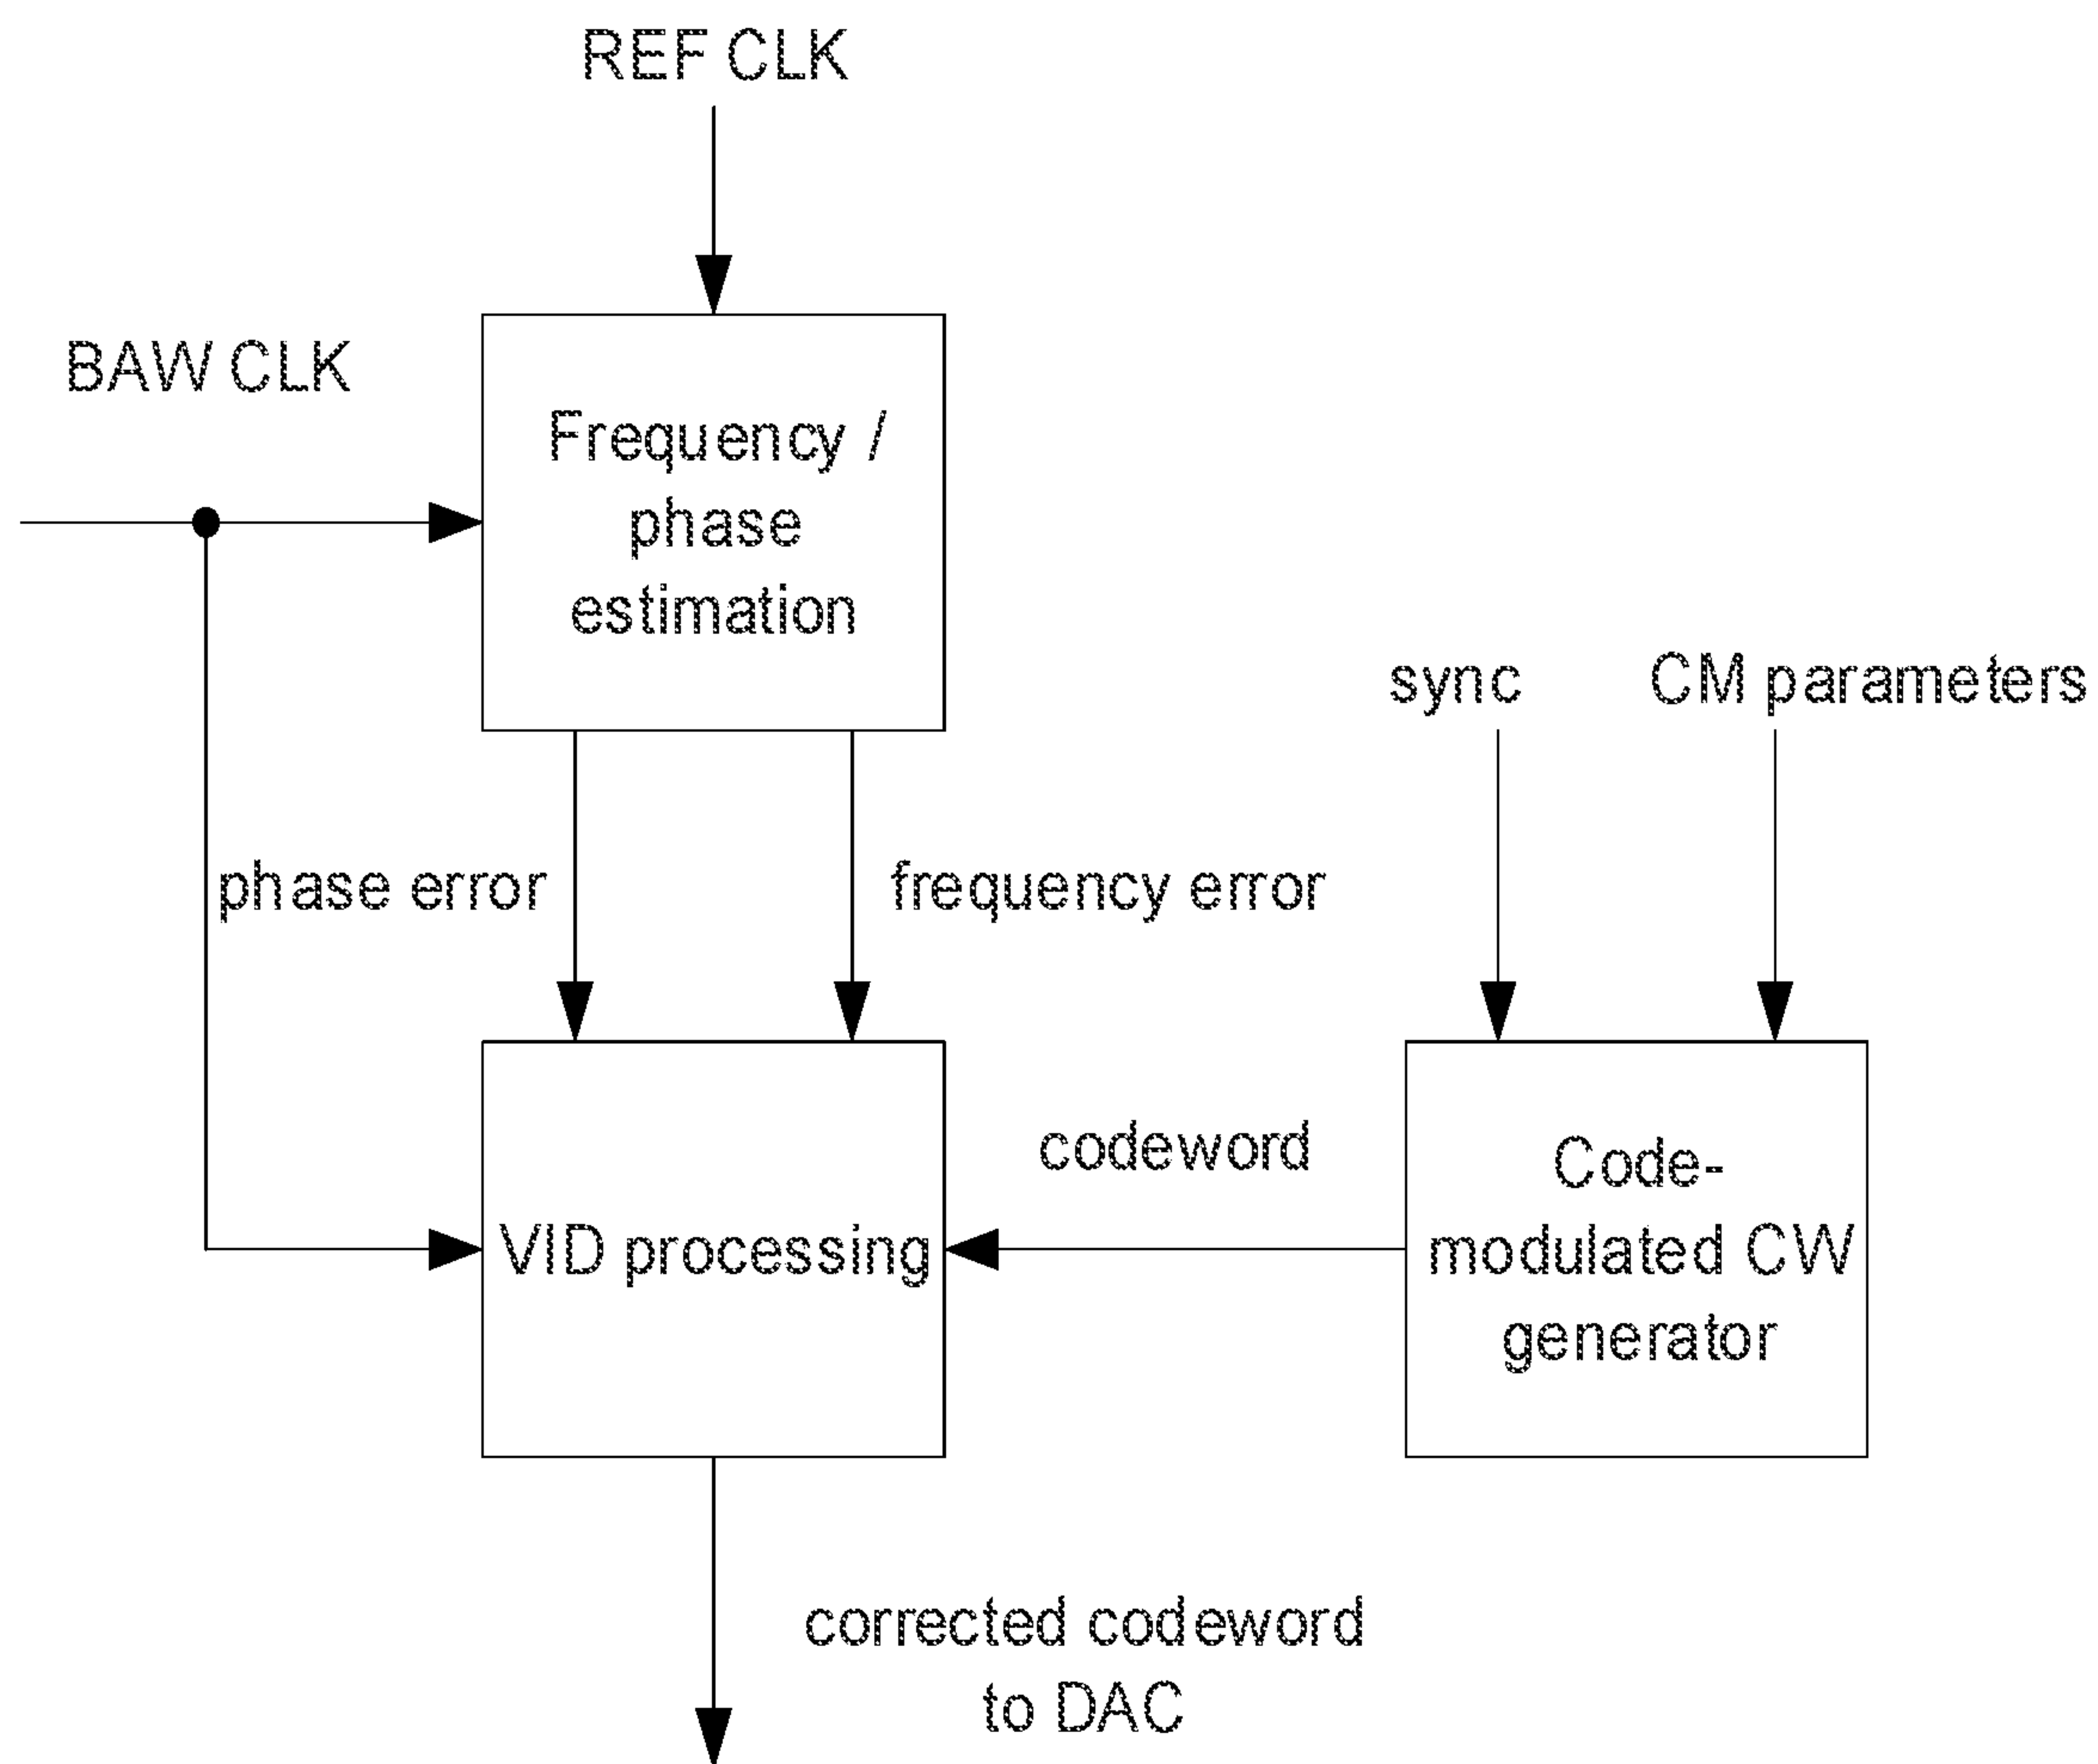 REF CLK
BAW CLK
Frequency /
phase
estimation
sync
CM parameters
phase error
frequency error
codeword
Code-
modulated CW
generator
VID processing
corrected codeword
to DAC